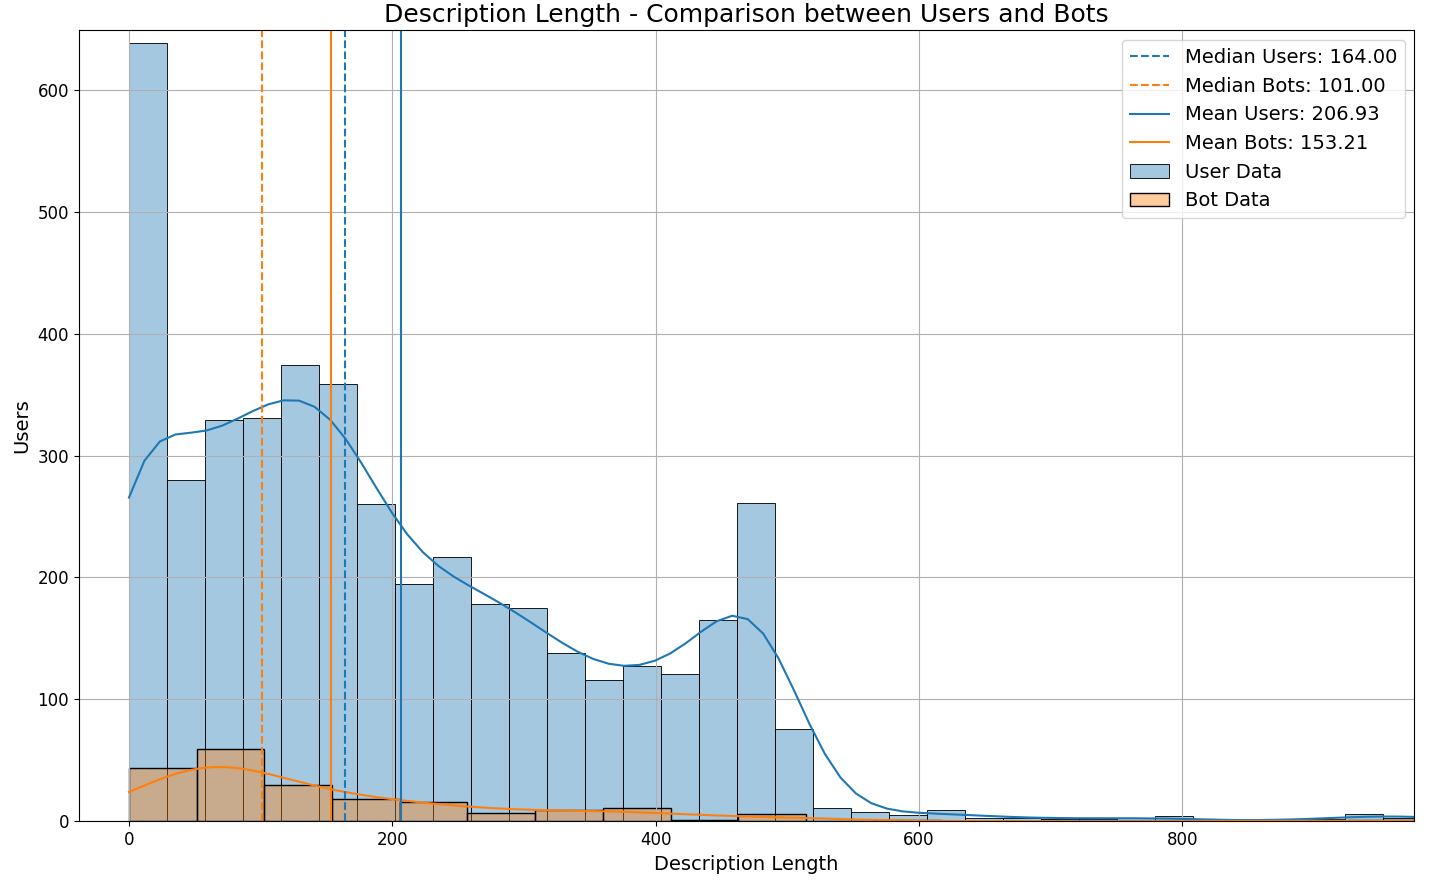 Description Length - Comparison between Users and Bots
Median Users: 164.00
Median Bots: 101.00
Mean Users: 206.93
Mean Bots: 153.21
User Data
Bot Data
Users
600
500
400
300
200
100
0
0 200 400 600 800
Description Length